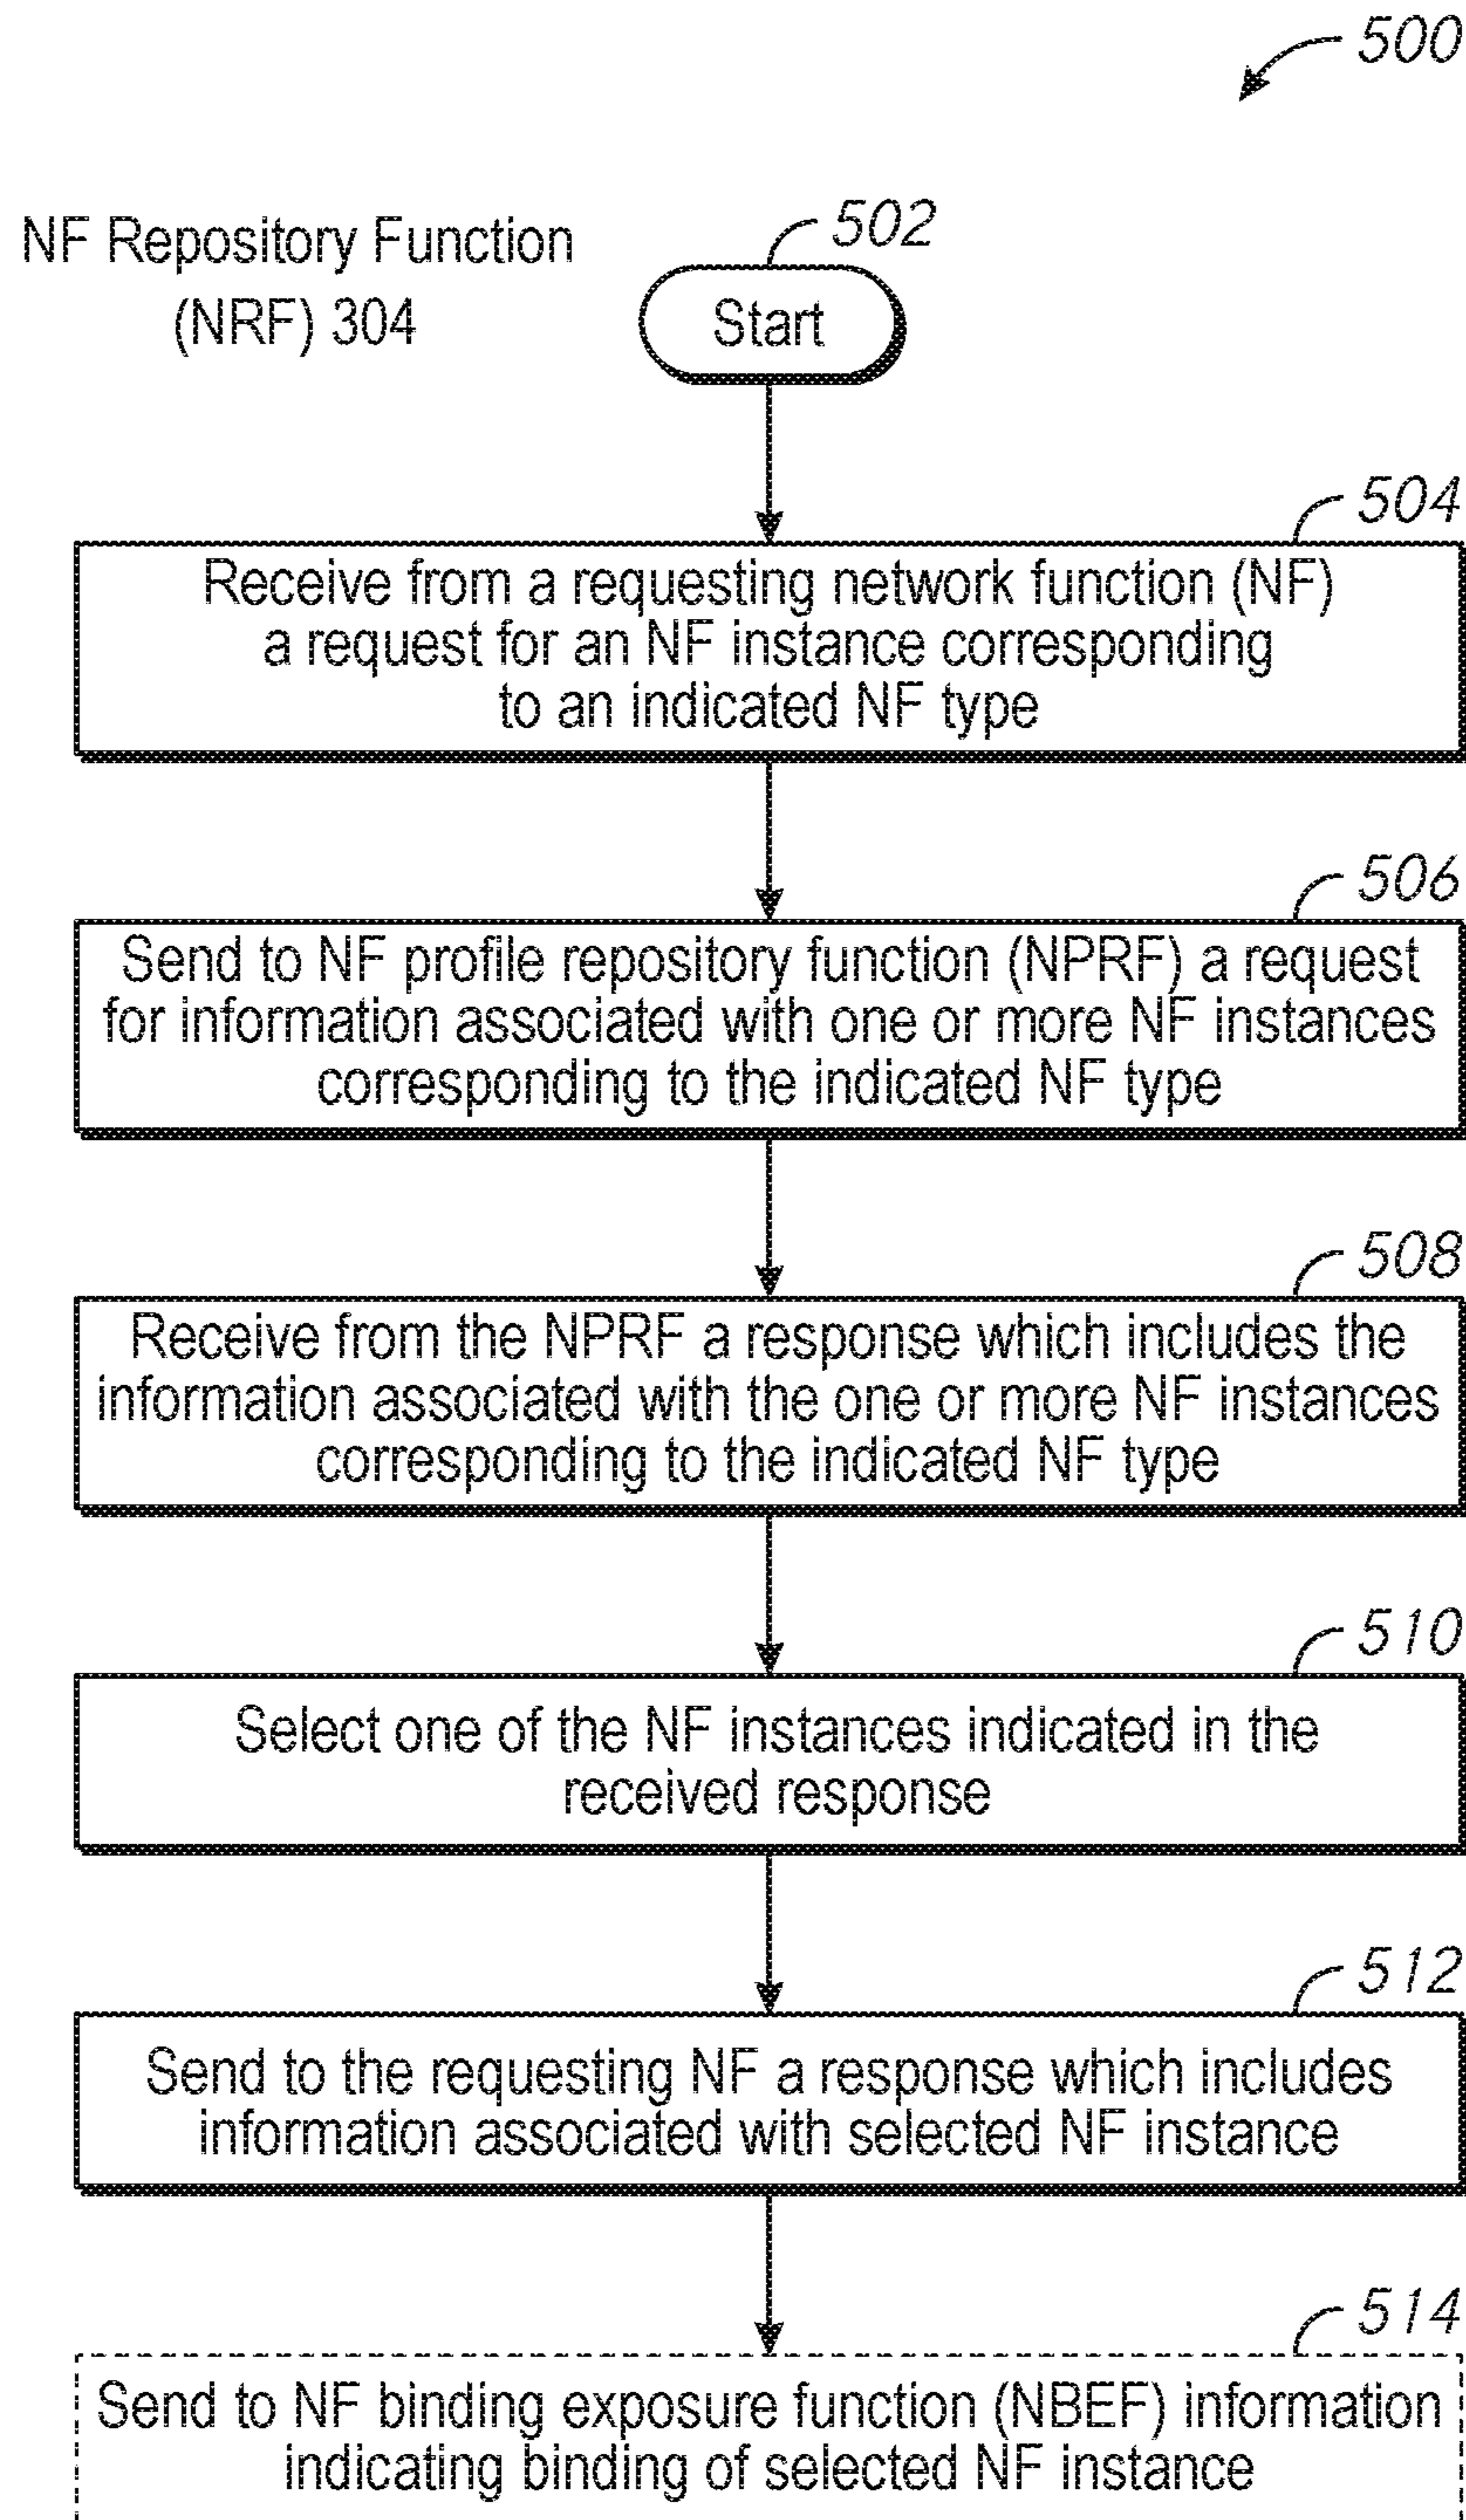 500
NF Repository Function
(NRF) 304
502
Start
504
Receive from a requesting network function (NF)
a request for an NF instance corresponding
to an indicated NF type
506
Send to NF profile repository function (NPRF) a request
for information associated with one or more NF instances
corresponding to the indicated NF type
508
Receive from the NPRF a response which includes the
information associated with the one or more NF instances
corresponding to the indicated NF type
510
Select one of the NF instances indicated in the
received response
512
Send to the requesting NF a response which includes
information associated with selected NF instance
514
Send to NF binding exposure function (NBEF) information
indicating binding of selected NF instance